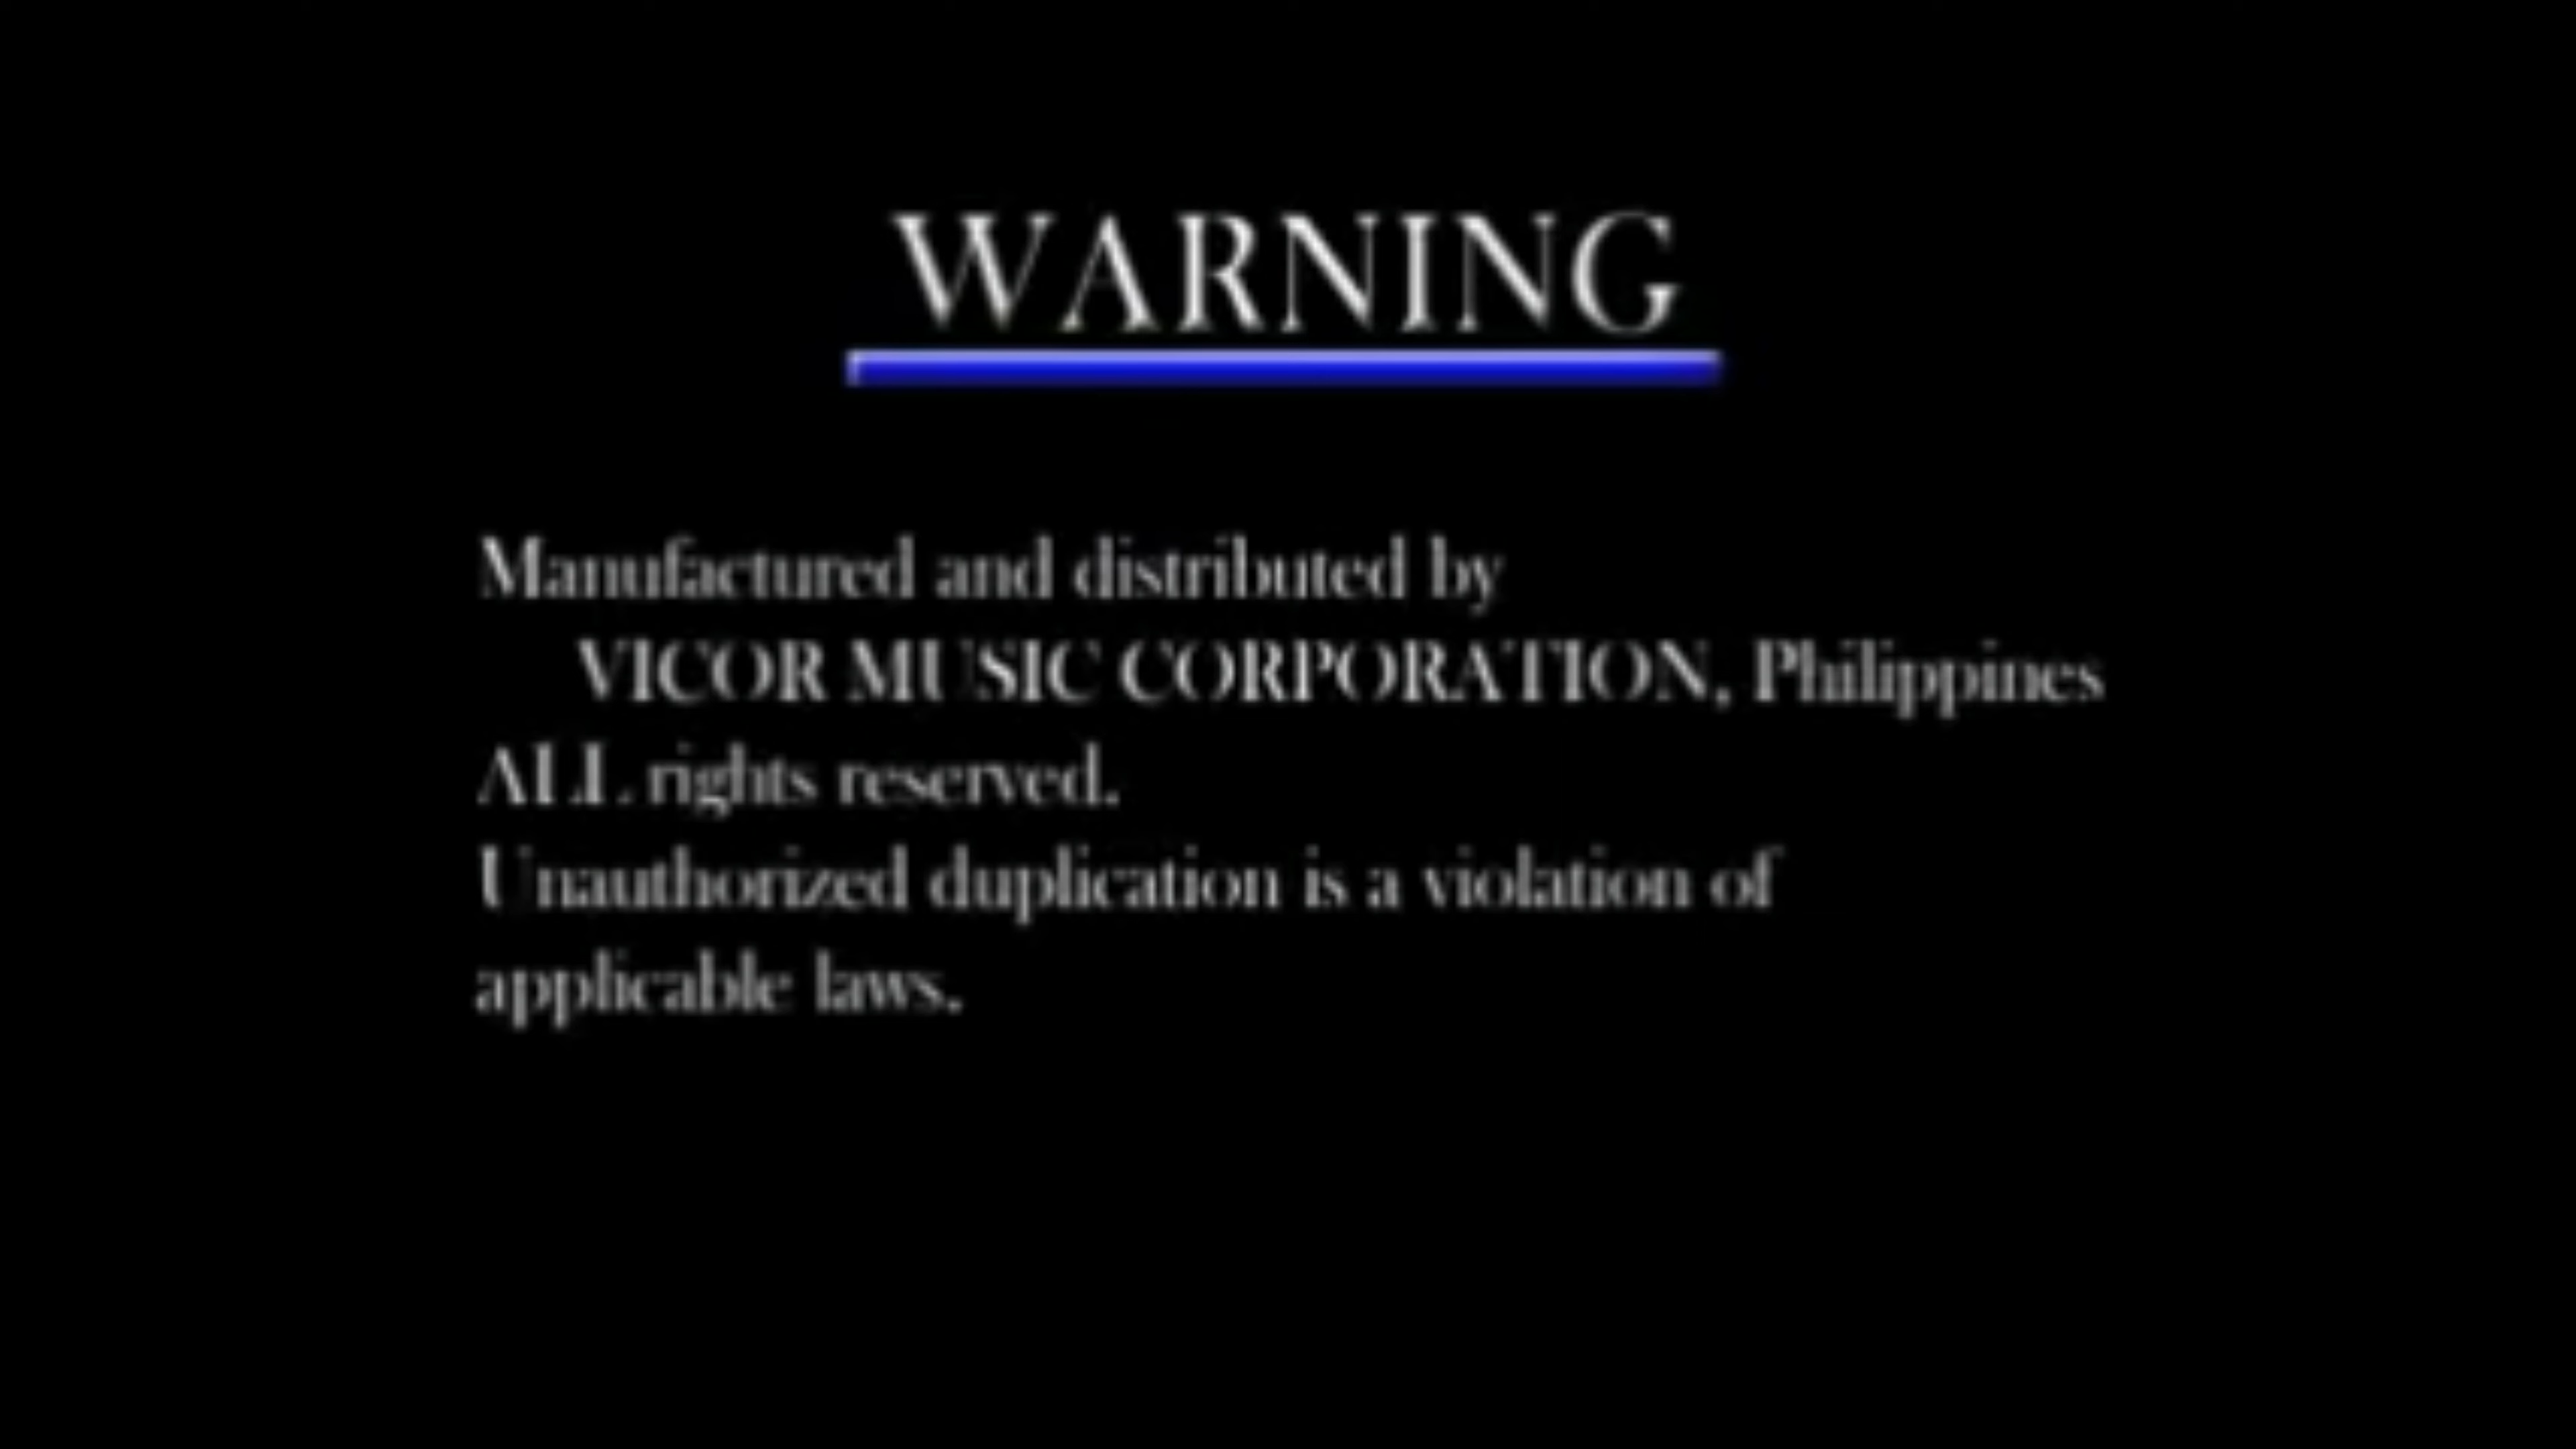 WARNING
Manufactured and distributed by
VICOR MUSIC CORPORATION, Philippines
ALL rights reserved.
Unauthorized duplication is a violation of
applicable laws.